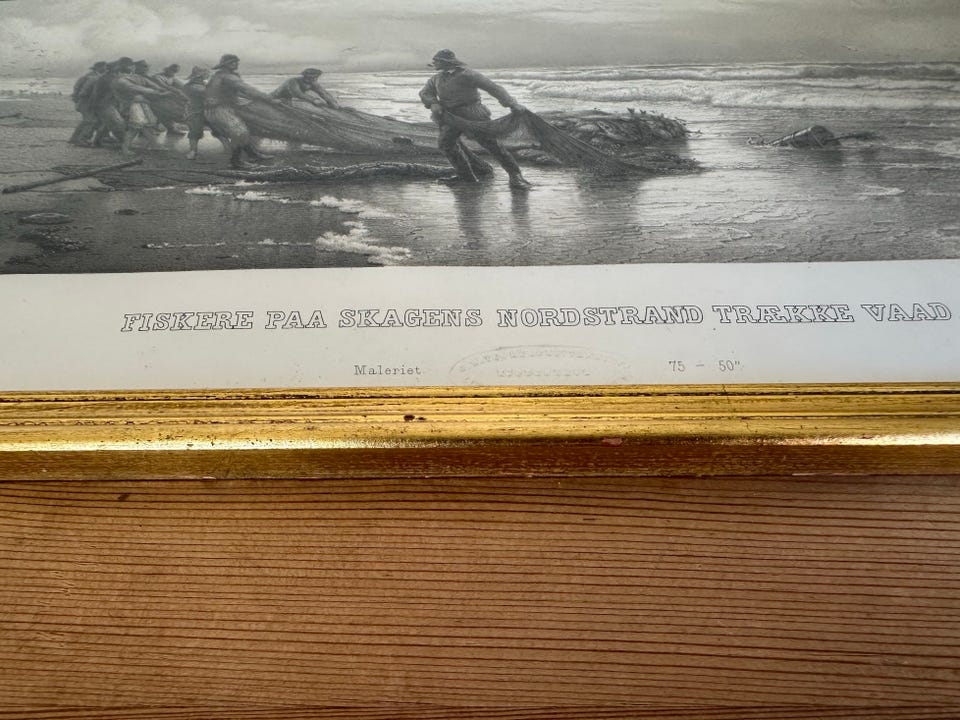 FISKERE PAA SKAGENS NORDSTRAND TRÆKKE VAAD
Maleriet 75 – 50"